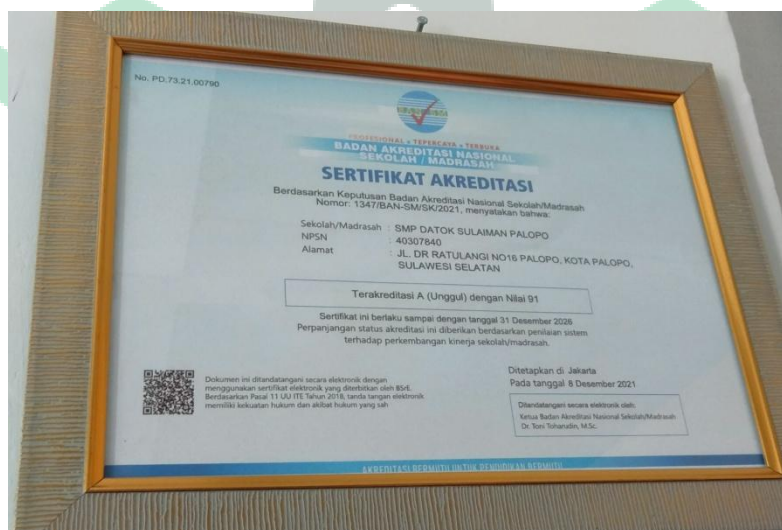 No. PD.73.21.00790
BAN-S/M
PROFESIONAL • TEPERCAYA • TERBUKA
BADAN AKREDITASI NASIONAL
SEKOLAH / MADRASAH
SERTIFIKAT AKREDITASI
Berdasarkan Keputusan Badan Akreditasi Nasional Sekolah/Madrasah
Nomor: 1347/BAN-SM/SK/2021, menyatakan bahwa:
Sekolah/Madrasah : SMP DATOK SULAIMAN PALOPO
NPSN : 40307840
Alamat : JL. DR RATULANGI NO16 PALOPO, KOTA PALOPO,
SULAWESI SELATAN
Terakreditasi A (Unggul) dengan Nilai 91
Sertifikat ini berlaku sampai dengan tanggal 31 Desember 2026
Perpanjangan status akreditasi ini diberikan berdasarkan penilaian sistem
terhadap perkembangan kinerja sekolah/madrasah.
Dokumen ini ditandatangani secara elektronik dengan
menggunakan sertifikat elektronik yang diterbitkan oleh BSrE.
Berdasarkan Pasal 11 UU ITE Tahun 2018, tanda tangan elektronik
memiliki kekuatan hukum dan akibat hukum yang sah
Ditetapkan di Jakarta
Pada tanggal 8 Desember 2021
Ditandatangani secara elektronik oleh:
Ketua Badan Akreditasi Nasional Sekolah/Madrasah
Dr. Toni Toharudin, M.Sc.
AKREDITASI BERMUTU UNTUK PENDIDIKAN BERMUTU